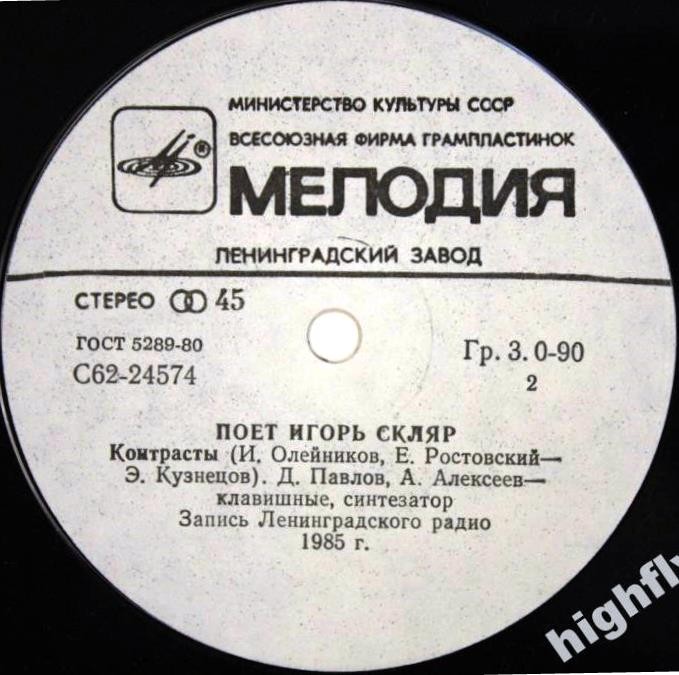 МИНИСТЕРСТВО КУЛЬТУРЫ СССР
ВСЕСОЮЗНАЯ ФИРМА ГРАМПЛАСТИНОК
®
МЕЛОДИЯ
ЛЕНИНГРАДСКИЙ ЗАВОД
СТЕРЕО 45
ГОСТ 5289-80
Гр. 3. 0-90
С62-24574
2
ПОЕТ ИГОРЬ СКЛЯР
Контрасты (И. Олейников, Е. Ростовский—
Э. Кузнецов). Д. Павлов, А. Алексеев—
клавишные, синтезатор
Запись Ленинградского радио
1985 г.
highfly